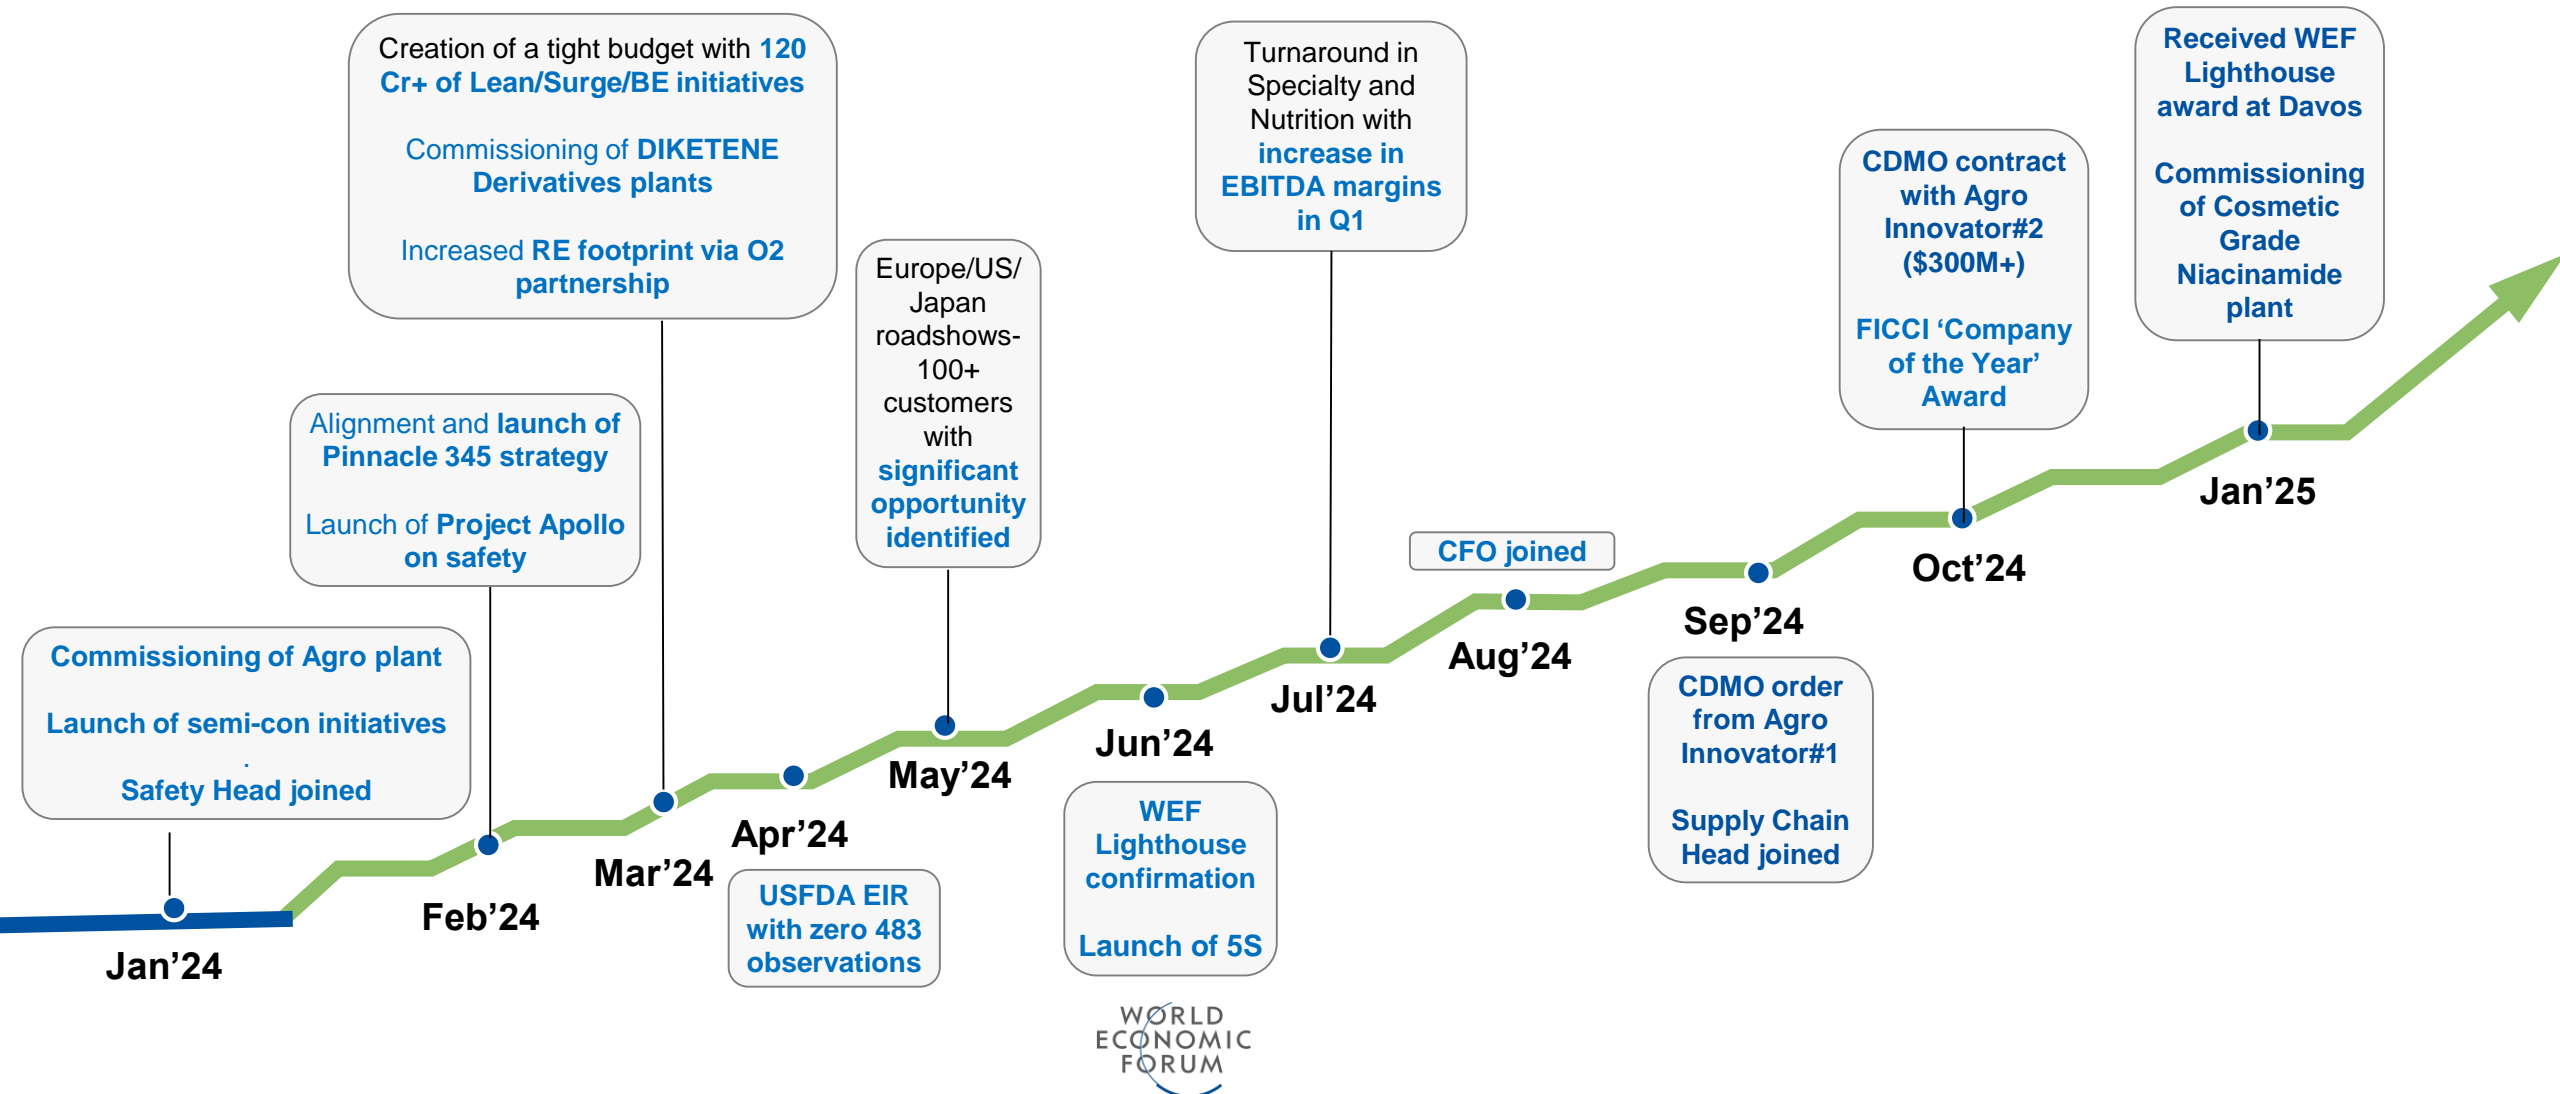 Creation of a tight budget with 120
Cr+ of Lean/Surge/BE initiatives
Commissioning of DIKETENE
Derivatives plants
Increased RE footprint via O2
partnership
Turnaround in
Specialty and
Nutrition with
increase in
EBITDA margins
in Q1
Received WEF
Lighthouse
award at Davos
Commissioning
of Cosmetic
Grade
Niacinamide
plant
CDMO contract
with Agro
Innovator#2
($300M+)
FICCI ‘Company
of the Year’
Award
Europe/US/
Japan
roadshows-
100+
customers
with
significant
opportunity
identified
Alignment and launch of
Pinnacle 345 strategy
Launch of Project Apollo
on safety
CFO joined
Commissioning of Agro plant
Launch of semi-con initiatives
.
Safety Head joined
Jan’24
Feb’24
Mar’24
Apr’24
May’24
Jun’24
Jul’24
Aug’24
Sep’24
Oct’24
Jan’25
USFDA EIR
with zero 483
observations
WEF
Lighthouse
confirmation
Launch of 5S
CDMO order
from Agro
Innovator#1
Supply Chain
Head joined
WORLD
ECONOMIC
FORUM